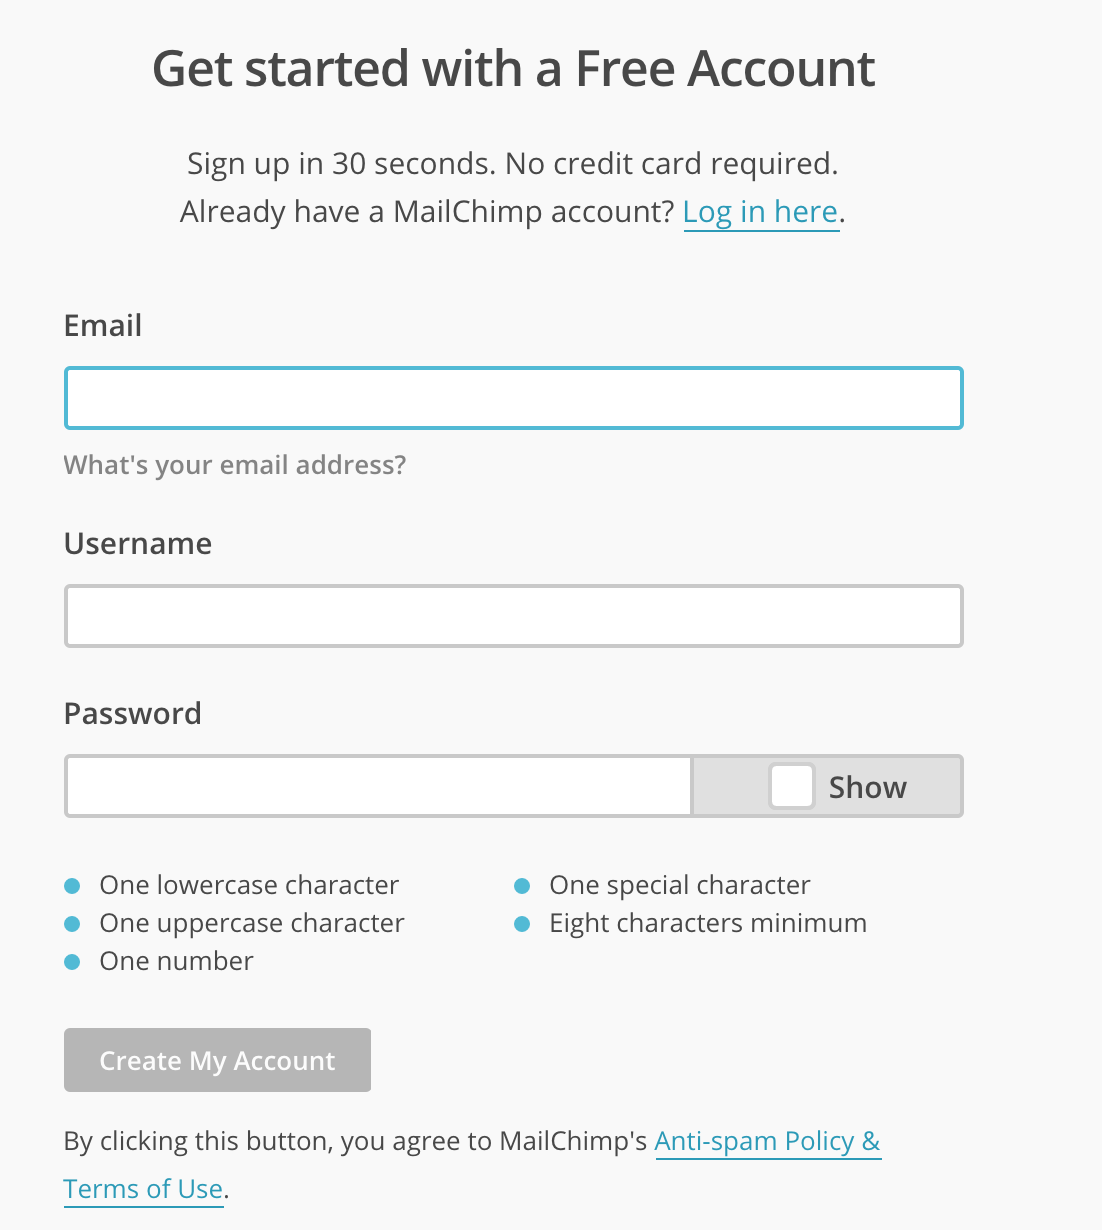 Get started with a Free Account
Sign up in 30 seconds. No credit card required.
Already have a MailChimp account? Log in here.
Email
What's your email address?
Username
Password
Show
One lowercase character
One uppercase character
One number
One special character
Eight characters minimum
Create My Account
By clicking this button, you agree to MailChimp's Anti-spam Policy &
Terms of Use.